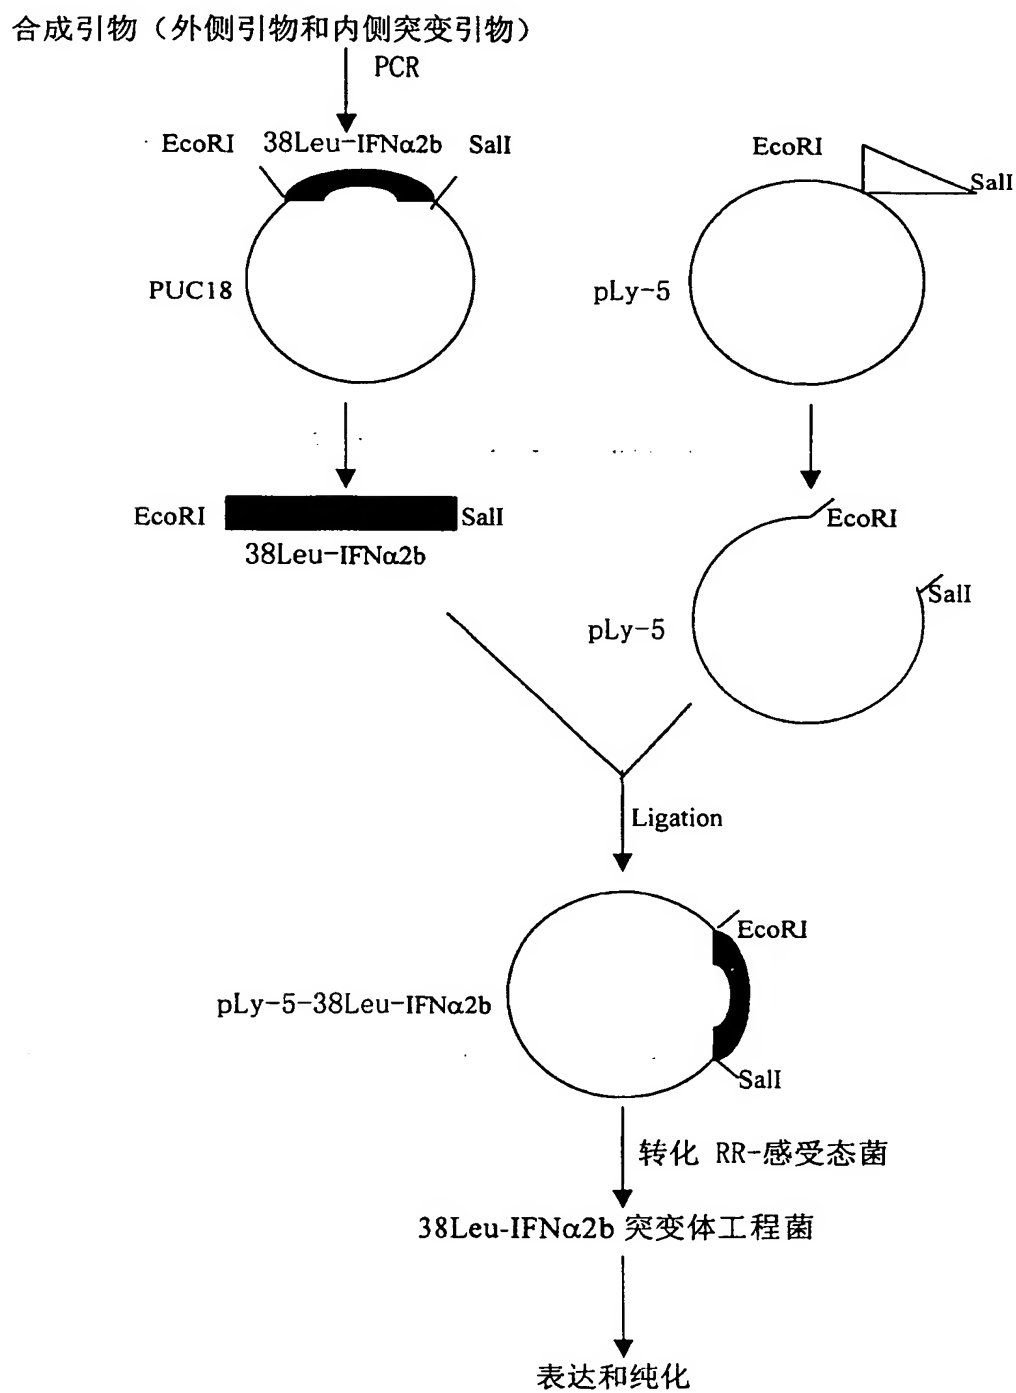 合成引物（外侧引物和内侧突变引物）
PCR
EcoRI 38Leu-IFNα2b SalI
PUC18
EcoRI
SalI
pLy-5
EcoRI SalI
38Leu-IFNα2b
EcoRI
SalI
pLy-5
Ligation
EcoRI
pLy-5-38Leu-IFNα2b
SalI
转化 RR-感受态菌
38Leu-IFNα2b 突变体工程菌
表达和纯化